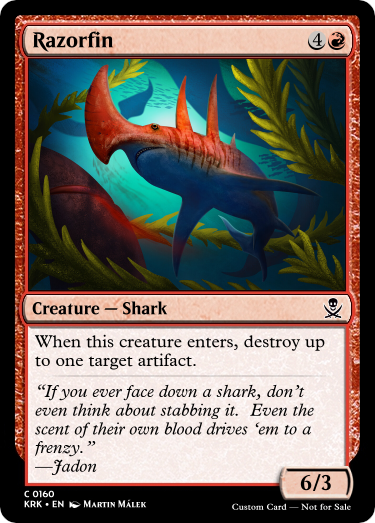 Razorfin 4
Creature — Shark
When this creature enters, destroy up
to one target artifact.
“If you ever face down a shark, don’t
even think about stabbing it.  Even the
scent of their own blood drives ‘em to a
frenzy.”
—Jadon
6/3
C 0160
KRK • EN Martin Málek
Custom Card — Not for Sale